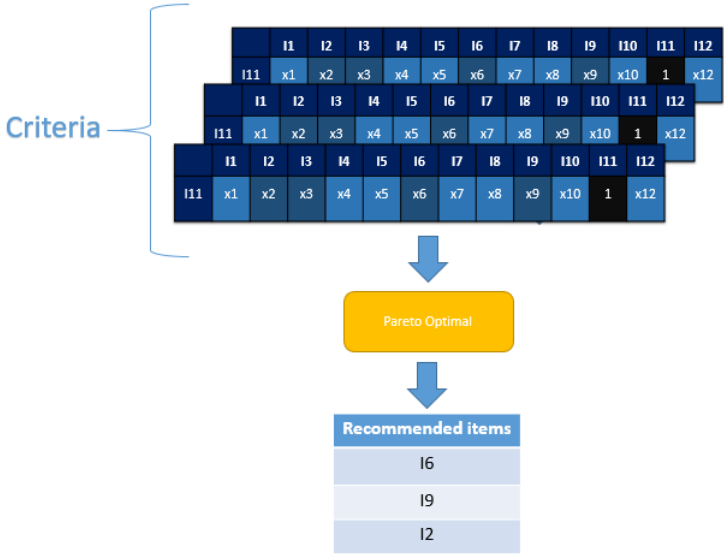 I1 I2 I3 I4 I5 I6 I7 I8 I9 I10 I11 I12
I11 x1 x2 x3 x4 x5 x6 x7 x8 x9 x10 1 x12
I1 I2 I3 I4 I5 I6 I7 I8 I9 I10 I11 I12
I11 x1 x2 x3 x4 x5 x6 x7 x8 x9 x10 1 x12
Criteria
I1 I2 I3 I4 I5 I6 I7 I8 I9 I10 I11 I12
I11 x1 x2 x3 x4 x5 x6 x7 x8 x9 x10 1 x12
Pareto Optimal
Recommended items
I6
I9
I2